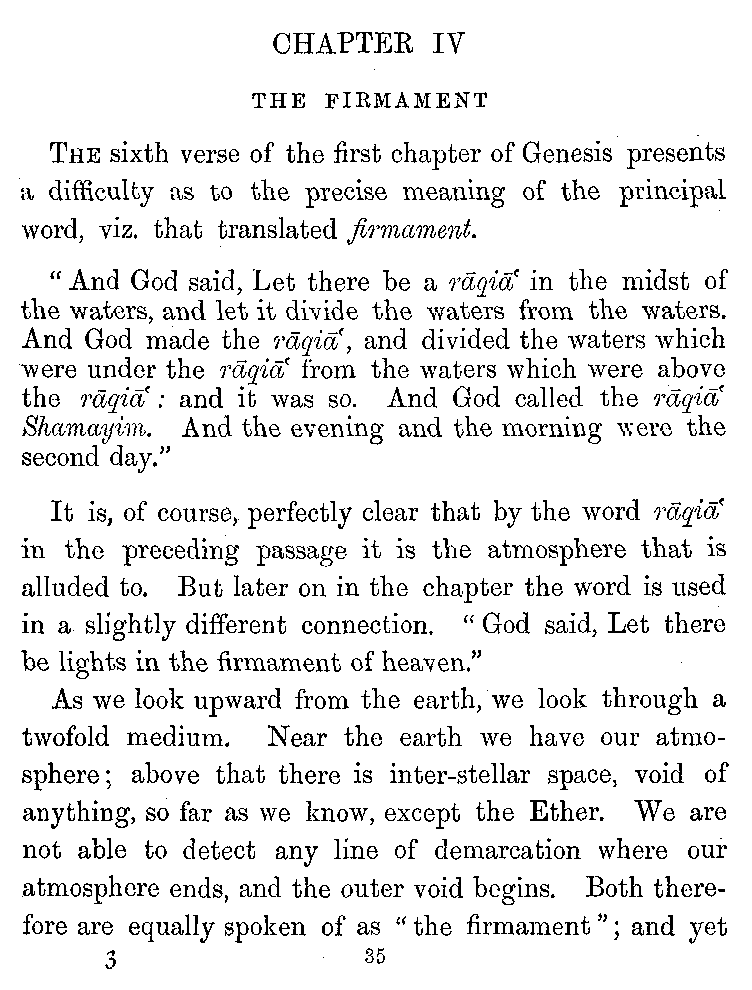 CHAPTER IV
THE FIRMAMENT
THE sixth verse of the first chapter of Genesis presents
a difficulty as to the precise meaning of the principal
word, viz. that translated firmament.
“ And God said, Let there be a rāqiāʿ in the midst of
the waters, and let it divide the waters from the waters.
And God made the rāqiāʿ, and divided the waters which
were under the rāqiāʿ from the waters which were above
the rāqiāʿ : and it was so. And God called the rāqiāʿ
Shamayim. And the evening and the morning were the
second day.”
It is, of course, perfectly clear that by the word rāqiāʿ
in the preceding passage it is the atmosphere that is
alluded to. But later on in the chapter the word is used
in a slightly different connection. “ God said, Let there
be lights in the firmament of heaven.”
As we look upward from the earth, we look through a
twofold medium. Near the earth we have our atmo-
sphere ; above that there is inter-stellar space, void of
anything, so far as we know, except the Ether. We are
not able to detect any line of demarcation where our
atmosphere ends, and the outer void begins. Both there-
fore are equally spoken of as “ the firmament ” ; and yet
3 35